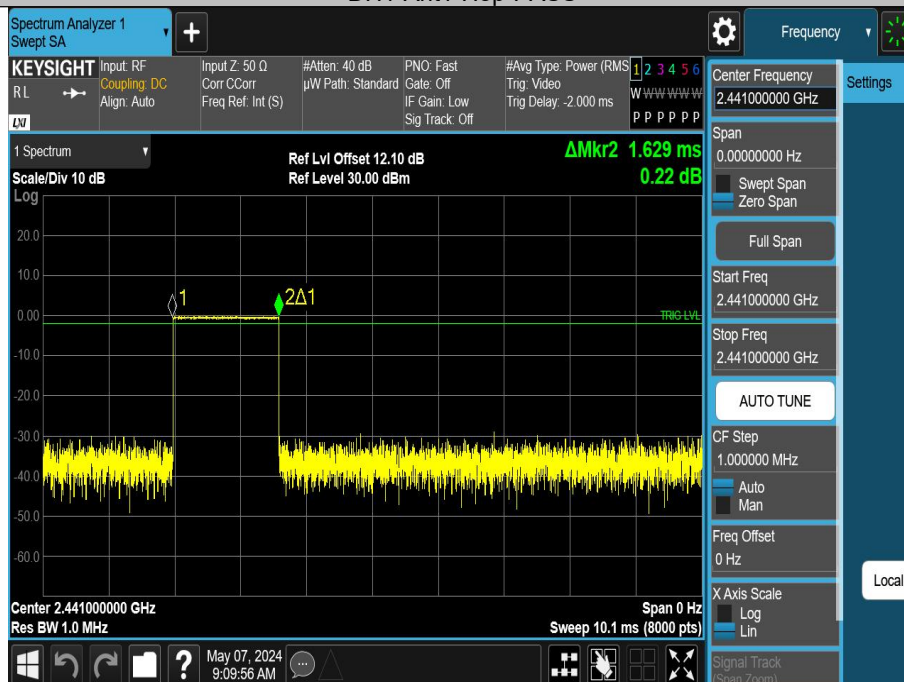 Spectrum Analyzer 1
Swept SA
+
Frequency
KEYSIGHT
RL
LXI
Input: RF
Coupling: DC
Align: Auto
Input Z: 50 Ω
Corr CCorr
Freq Ref: Int (S)
#Atten: 40 dB
µW Path: Standard
PNO: Fast
Gate: Off
IF Gain: Low
Sig Track: Off
#Avg Type: Power (RMS
Trig: Video
Trig Delay: -2.000 ms
1 2 3 4 5 6
W W W W W W
P P P P P P
1 Spectrum
Scale/Div 10 dB
Log
Ref Lvl Offset 12.10 dB
Ref Level 30.00 dBm
ΔMkr2 1.629 ms
0.22 dB
20.0
10.0
0.00
-10.0
-20.0
-30.0
-40.0
-50.0
-60.0
1
2Δ1
TRIG LVL
Center 2.441000000 GHz
Res BW 1.0 MHz
Span 0 Hz
Sweep 10.1 ms (8000 pts)
?
May 07, 2024
9:09:56 AM
Center Frequency
2.441000000 GHz
Span
0.00000000 Hz
Swept Span
Zero Span
Full Span
Start Freq
2.441000000 GHz
Stop Freq
2.441000000 GHz
AUTO TUNE
CF Step
1.000000 MHz
Auto
Man
Freq Offset
0 Hz
X Axis Scale
Log
Lin
Signal Track
(Span Zoom)
Settings
Local